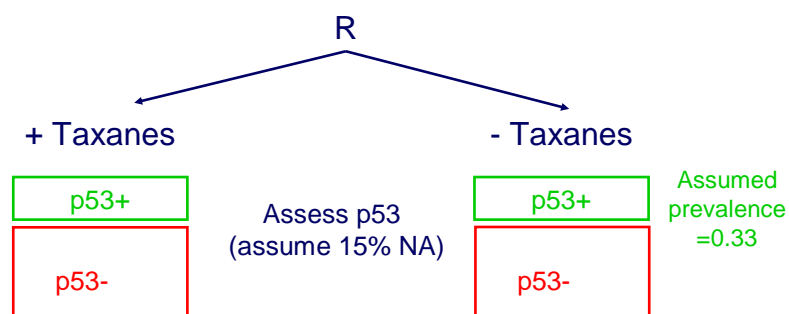 R
+ Taxanes
- Taxanes
p53+
p53+
Assumed
prevalence
=0.33
Assess p53
(assume 15% NA)
p53-
p53-